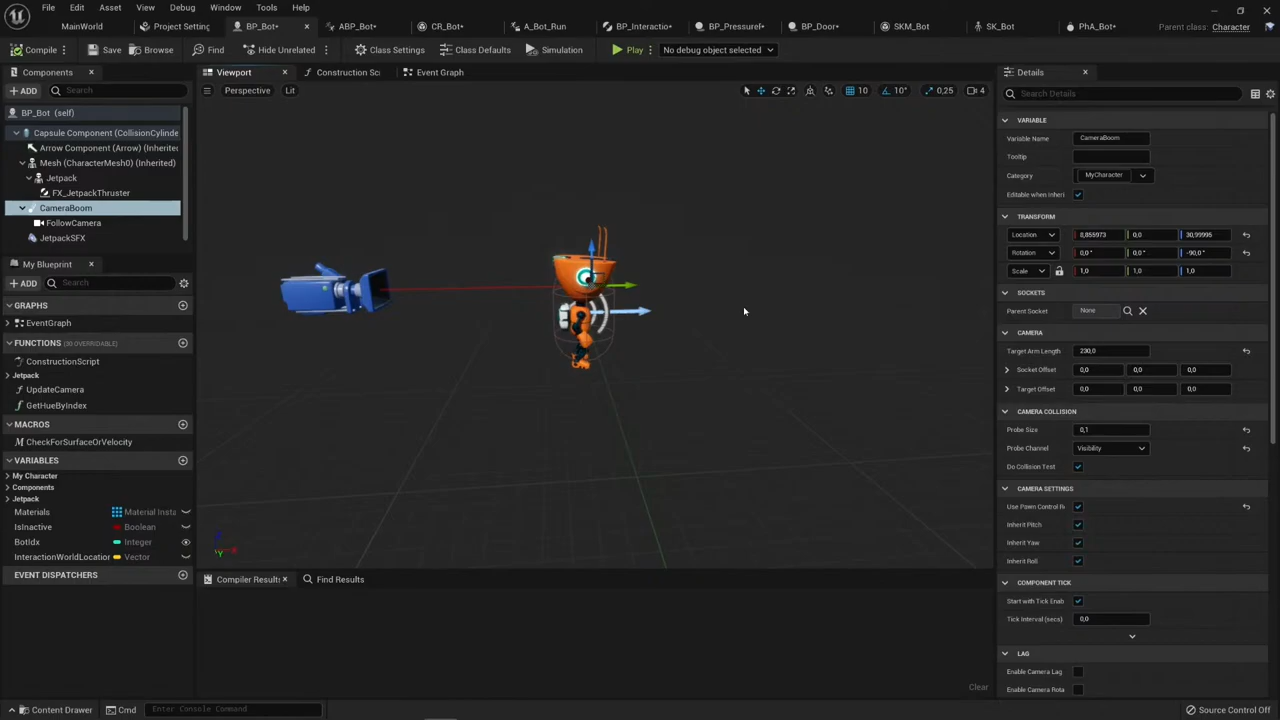 File Edit Asset View Debug Window Tools Help
MainWorld Project Setting BP_Bot• ABP_Bot• CR_Bot• A_Bot_Run BP_Interactio• BP_Pressurel• BP_Door• SKM_Bot SK_Bot PhA_Bot• Parent class: Character
Compile Save Browse Find Hide Unrelated Class Settings Class Defaults Simulation Play No debug object selected
Components
Viewport Construction Sc Event Graph
Details
ADD Search
Perspective Lit 10 10° 0,25 4
Search Details
BP_Bot (self)
Capsule Component (CollisionCylinde
Arrow Component (Arrow) (Inherited
Mesh (CharacterMesh0) (Inherited)
Jetpack
FX_JetpackThruster
CameraBoom
FollowCamera
JetpackSFX
My Blueprint
ADD Search
GRAPHS
EventGraph
FUNCTIONS
ConstructionScript
Jetpack
UpdateCamera
GetHueByIndex
MACROS
CheckForSurfaceOrVelocity
VARIABLES
My Character
Components
Jetpack
Materials Material Insta
IsInactive Boolean
BotIdx Integer
InteractionWorldLocation Vector
EVENT DISPATCHERS
Compiler Results Find Results
Clear
VARIABLE
Variable Name CameraBoom
Tooltip
Category MyCharacter
Editable when Inheri
TRANSFORM
Location 8,855973 0,0 30,99995
Rotation 0,0 ° 0,0 ° -90,0 °
Scale 1,0 1,0 1,0
SOCKETS
Parent Socket None
CAMERA
Target Arm Length 230,0
Socket Offset 0,0 0,0 0,0
Target Offset 0,0 0,0 0,0
CAMERA COLLISION
Probe Size 0,1
Probe Channel Visibility
Do Collision Test
CAMERA SETTINGS
Use Pawn Control R
Inherit Pitch
Inherit Yaw
Inherit Roll
COMPONENT TICK
Start with Tick Enab
Tick Interval (secs) 0,0
LAG
Enable Camera Lag
Enable Camera Rota
Content Drawer Cmd Enter Console Command Source Control Off